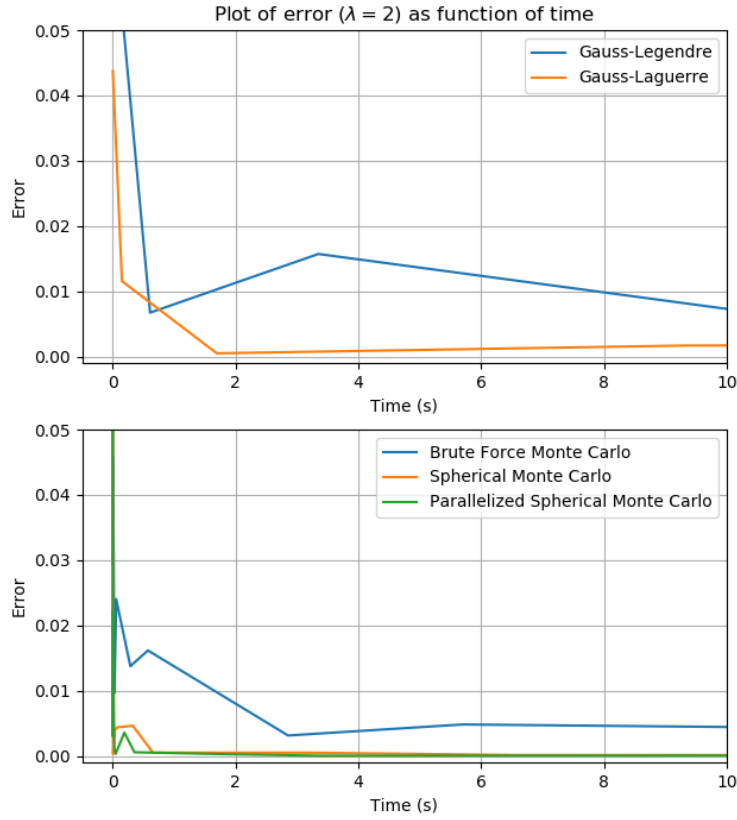 Plot of error (λ = 2) as function of time
0.05
0.04
0.03
0.02
0.01
0.00
Error
Gauss-Legendre
Gauss-Laguerre
0 2 4 6 8 10
Time (s)
0.05
0.04
0.03
0.02
0.01
0.00
Error
Brute Force Monte Carlo
Spherical Monte Carlo
Parallelized Spherical Monte Carlo
0 2 4 6 8 10
Time (s)